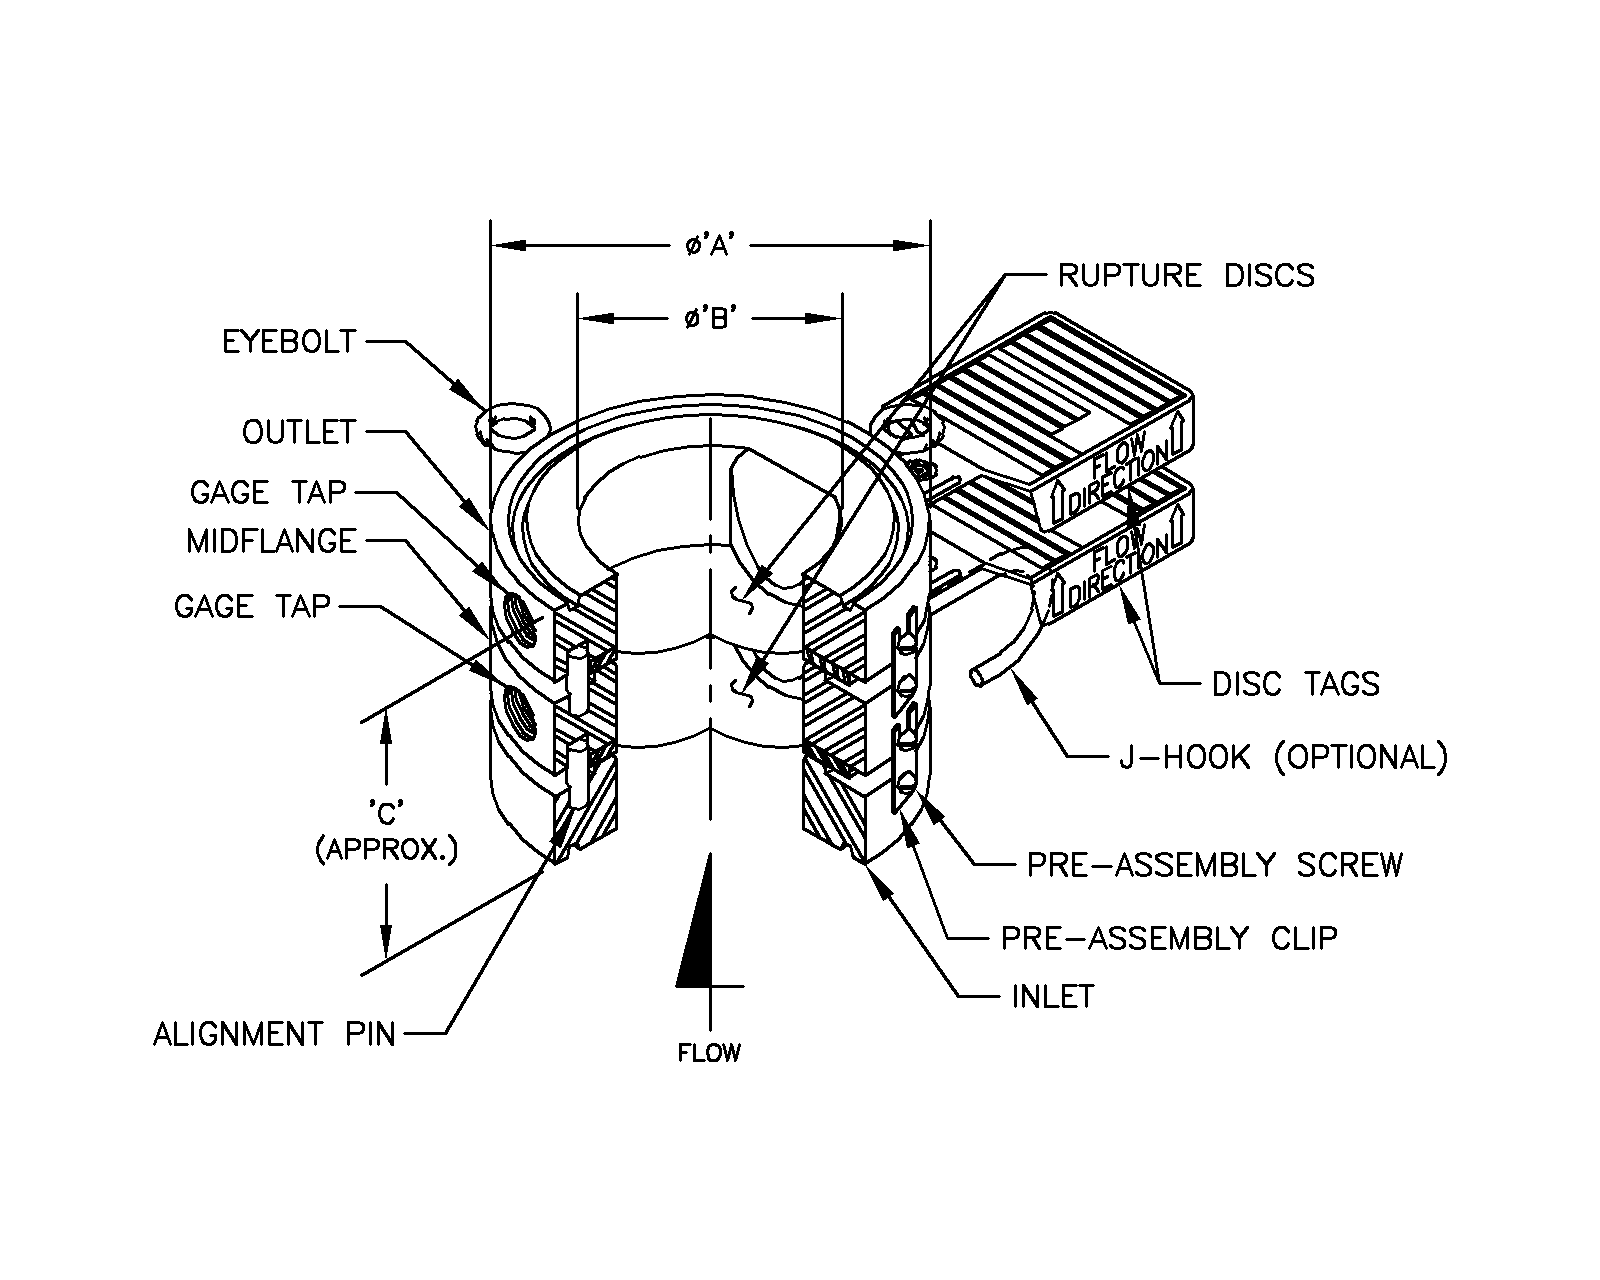 ø'A'
RUPTURE DISCS
ø'B'
EYEBOLT
OUTLET
FLOW
DIRECTION
GAGE TAP
MIDFLANGE
FLOW
DIRECTION
GAGE TAP
DISC TAGS
J-HOOK (OPTIONAL)
'C'
(APPROX.)
PRE-ASSEMBLY SCREW
PRE-ASSEMBLY CLIP
INLET
ALIGNMENT PIN
FLOW